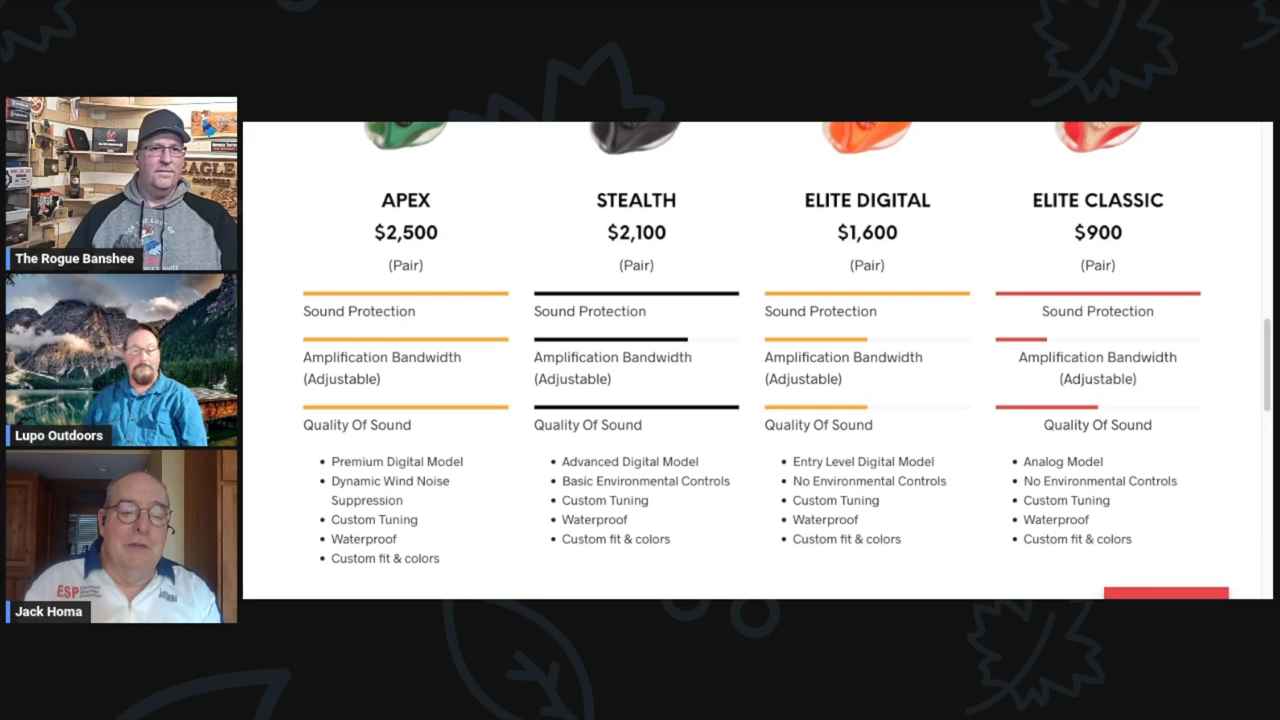 The Rogue Banshee
Lupo Outdoors
ESP
Jack Homa
APEX
$2,500
(Pair)
Sound Protection
Amplification Bandwidth
(Adjustable)
Quality Of Sound
• Premium Digital Model
• Dynamic Wind Noise
Suppression
• Custom Tuning
• Waterproof
• Custom fit & colors
STEALTH
$2,100
(Pair)
Sound Protection
Amplification Bandwidth
(Adjustable)
Quality Of Sound
• Advanced Digital Model
• Basic Environmental Controls
• Custom Tuning
• Waterproof
• Custom fit & colors
ELITE DIGITAL
$1,600
(Pair)
Sound Protection
Amplification Bandwidth
(Adjustable)
Quality Of Sound
• Entry Level Digital Model
• No Environmental Controls
• Custom Tuning
• Waterproof
• Custom fit & colors
ELITE CLASSIC
$900
(Pair)
Sound Protection
Amplification Bandwidth
(Adjustable)
Quality Of Sound
• Analog Model
• No Environmental Controls
• Custom Tuning
• Waterproof
• Custom fit & colors